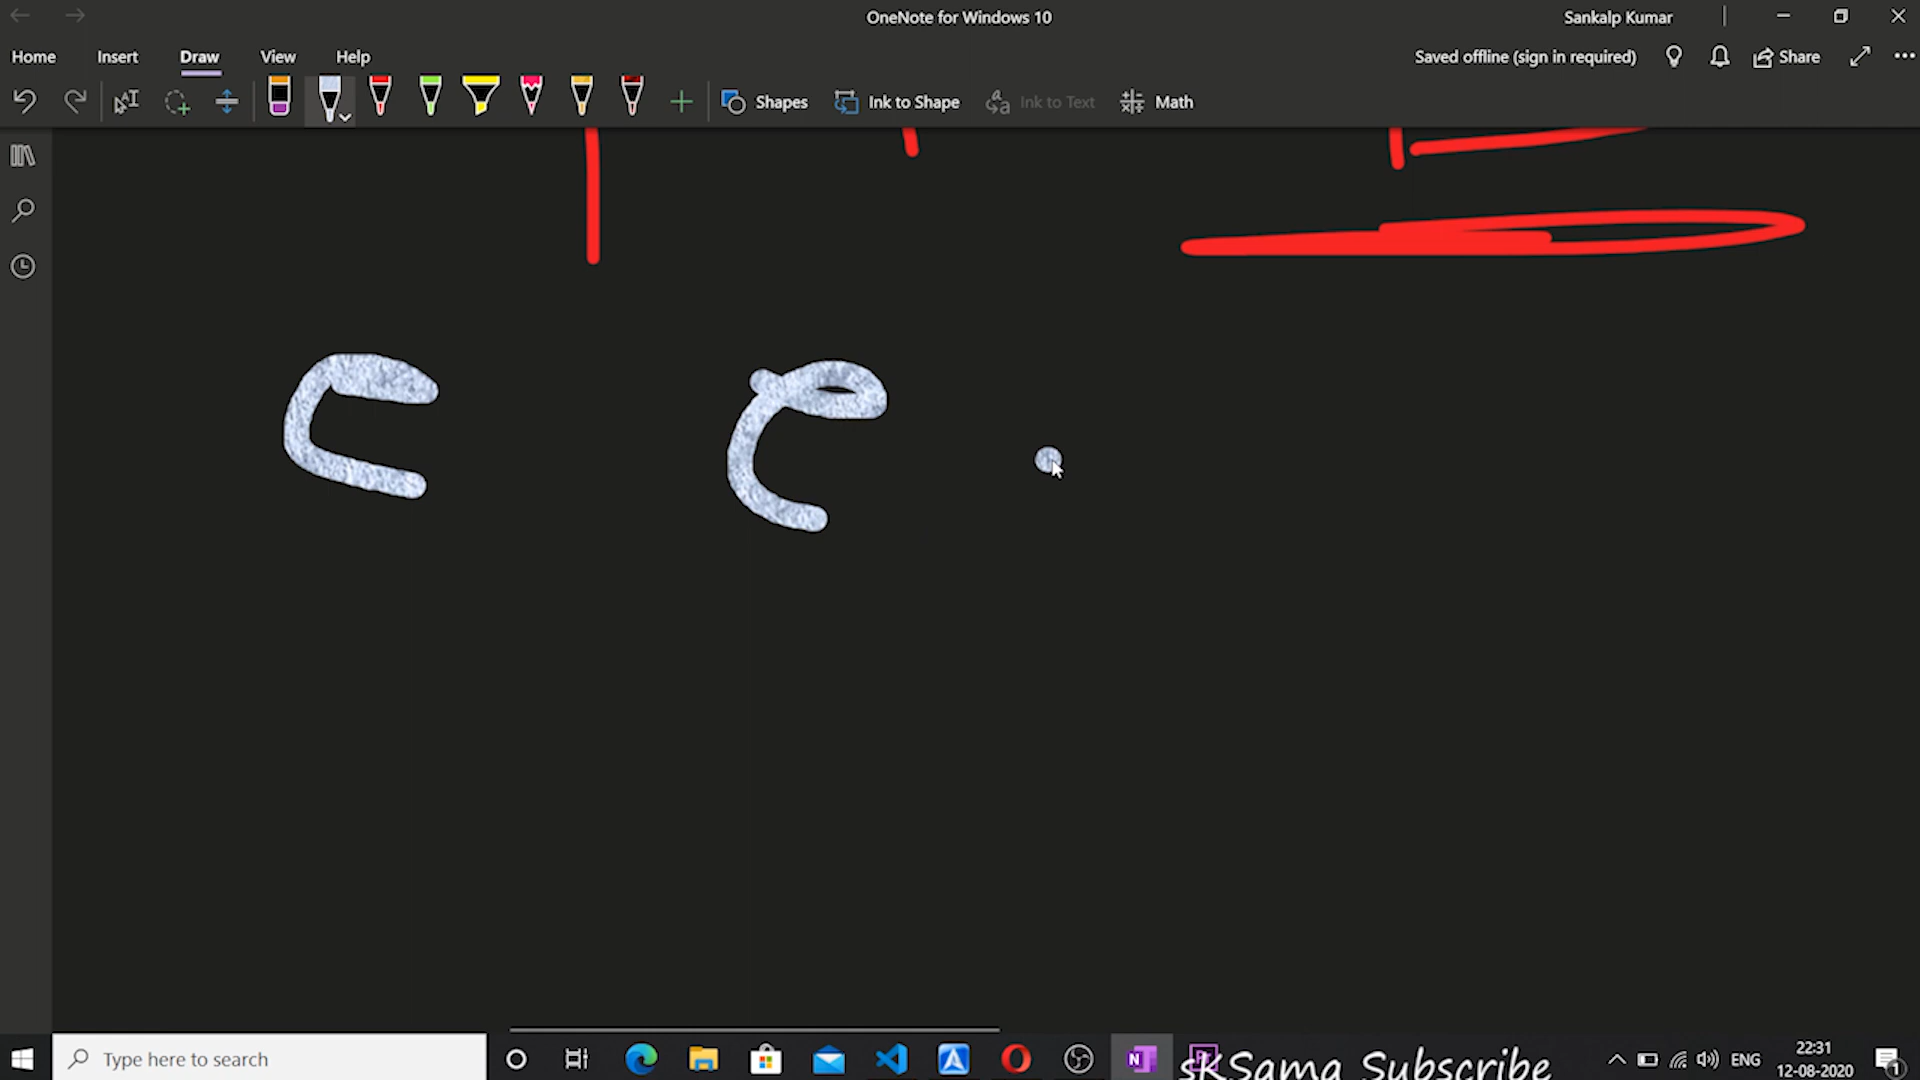 OneNote for Windows 10
Sankalp Kumar
Home Insert Draw View Help
Saved offline (sign in required) Share
Shapes Ink to Shape Ink to Text Math
C C
Type here to search
sKSama Subscribe
ENG
22:31
12-08-2020
1